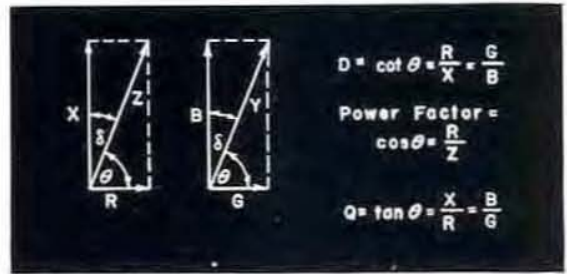 X
Z
δ
θ
R
B
Y
δ
θ
G
D = cot θ = R/X = G/B
Power Factor =
cos θ = R/Z
Q = tan θ = X/R = B/G